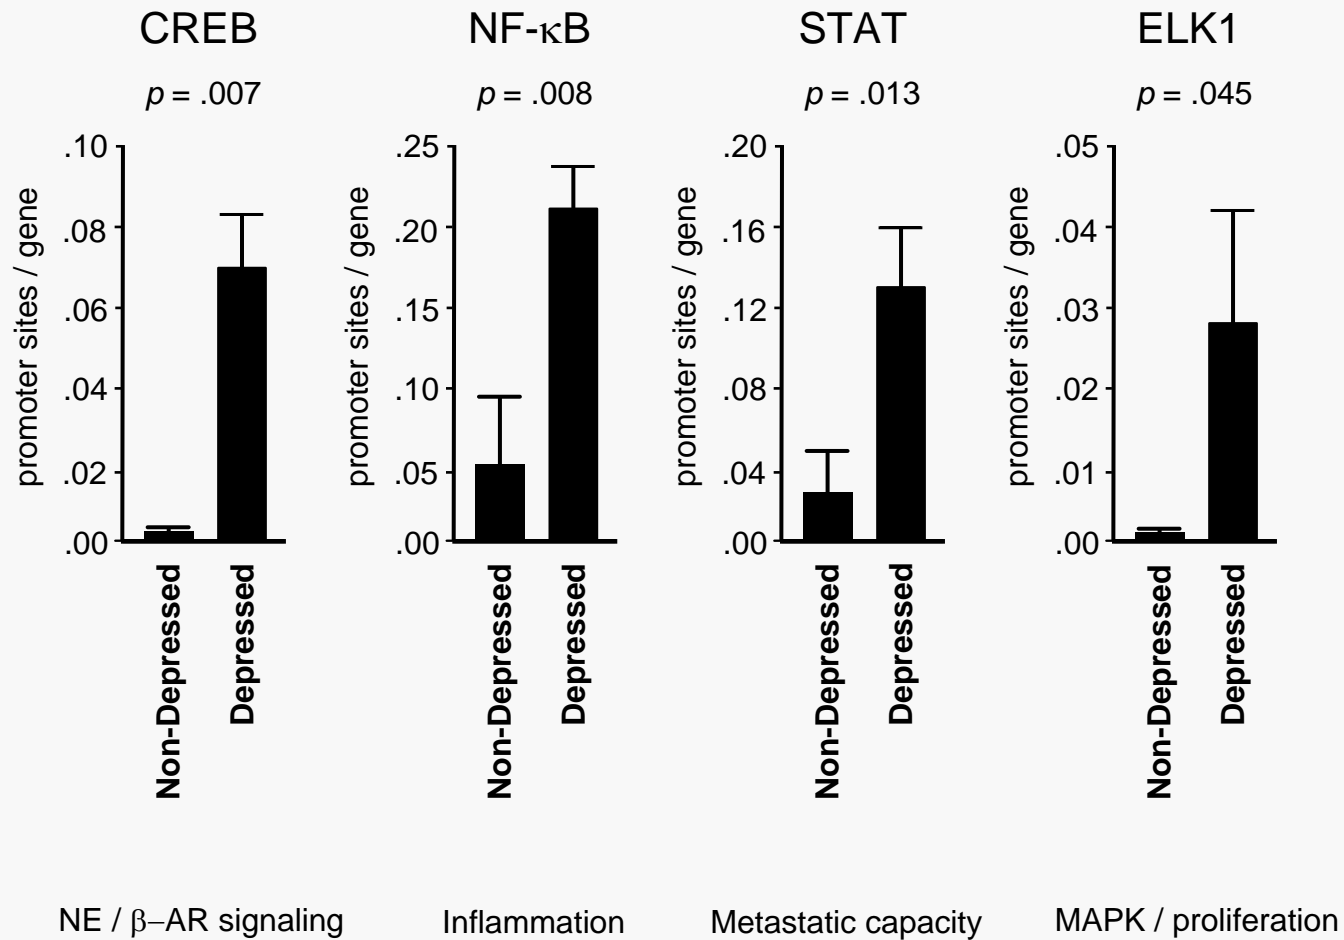 CREB
NF-κB
STAT
ELK1
p = .007
p = .008
p = .013
p = .045
promoter sites / gene
.10
.08
.06
.04
.02
.00
promoter sites / gene
.25
.20
.15
.10
.05
.00
promoter sites / gene
.20
.16
.12
.08
.04
.00
promoter sites / gene
.05
.04
.03
.02
.01
.00
Non-Depressed
Depressed
Non-Depressed
Depressed
Non-Depressed
Depressed
Non-Depressed
Depressed
NE / β–AR signaling
Inflammation
Metastatic capacity
MAPK / proliferation